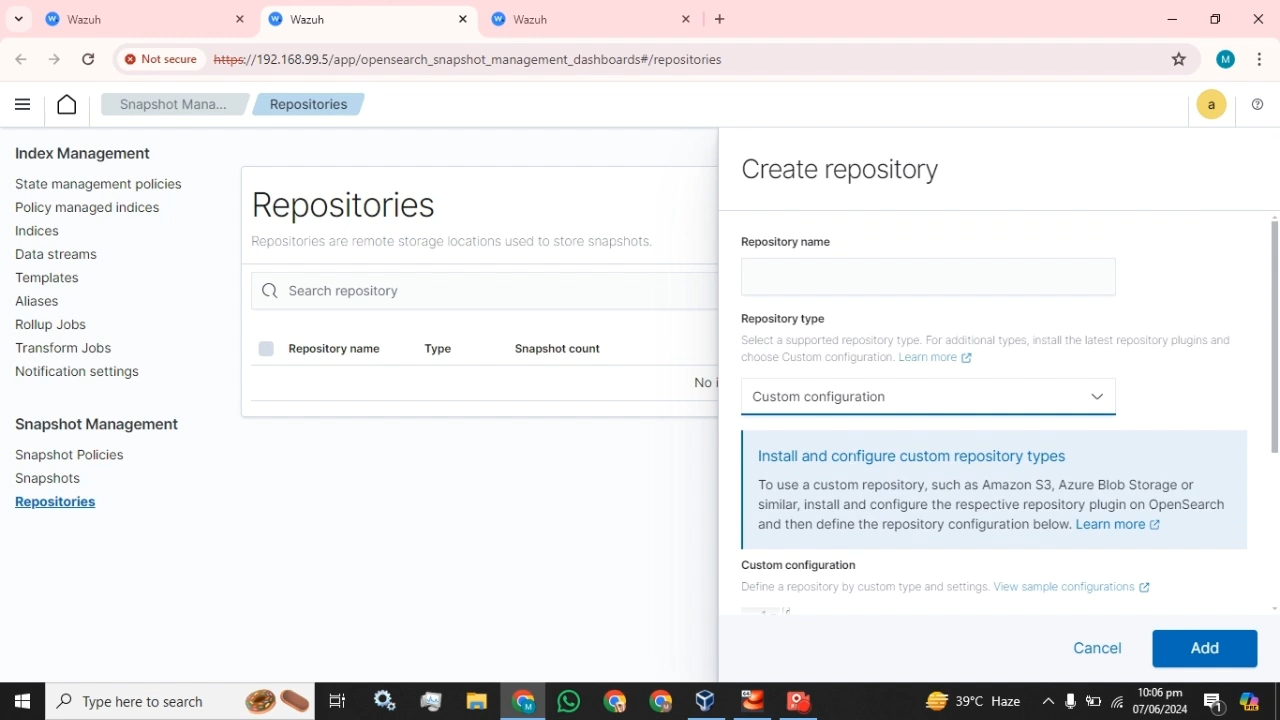 Wazuh
Wazuh
Wazuh
Not secure
https://192.168.99.5/app/opensearch_snapshot_management_dashboards#/repositories
M
Snapshot Mana...
Repositories
a
Index Management
State management policies
Policy managed indices
Indices
Data streams
Templates
Aliases
Rollup Jobs
Transform Jobs
Notification settings
Snapshot Management
Snapshot Policies
Snapshots
Repositories
Repositories
Repositories are remote storage locations used to store snapshots.
Search repository
Repository name
Type
Snapshot count
No i
Create repository
Repository name
Repository type
Select a supported repository type. For additional types, install the latest repository plugins and
choose Custom configuration. Learn more
Custom configuration
Install and configure custom repository types
To use a custom repository, such as Amazon S3, Azure Blob Storage or
similar, install and configure the respective repository plugin on OpenSearch
and then define the repository configuration below. Learn more
Custom configuration
Define a repository by custom type and settings. View sample configurations
Cancel
Add
Type here to search
39°C Haze
10:06 pm
07/06/2024
1